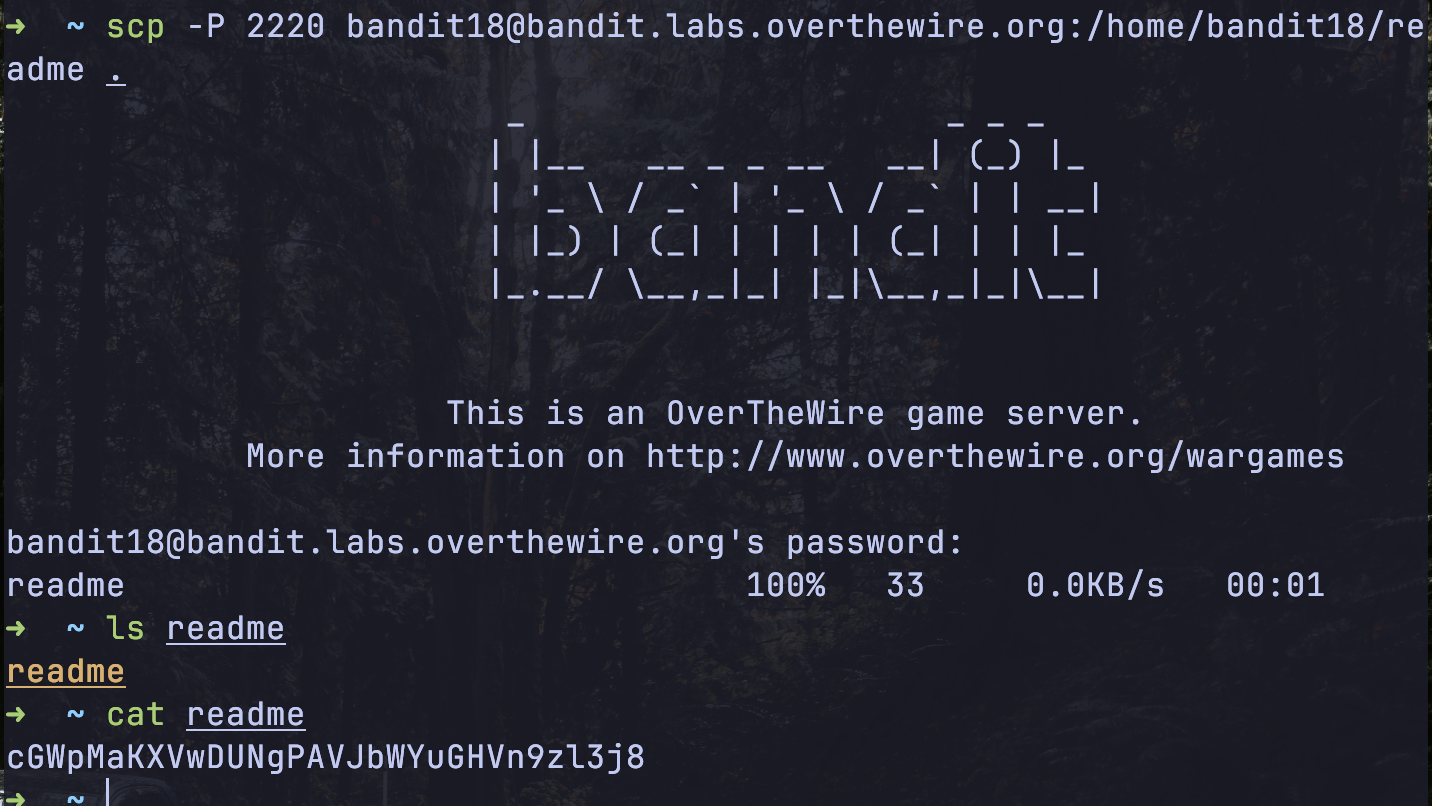 ➜  ~ scp -P 2220 bandit18@bandit.labs.overthewire.org:/home/bandit18/re
adme .
                         _                     _ _ _
                        | |__   __ _ _ __   __| (_) |_
                        | '_ \ / _` | '_ \ / _` | | __|
                        | |_) | (_| | | | | (_| | | |_
                        |_.__/ \__,_|_| |_|\__,_|_|\__|
                      This is an OverTheWire game server.
            More information on http://www.overthewire.org/wargames
bandit18@bandit.labs.overthewire.org's password:
readme                               100%   33     0.0KB/s   00:01
➜  ~ ls readme
readme
➜  ~ cat readme
cGWpMaKXVwDUNgPAVJbWYuGHVn9zl3j8
➜  ~